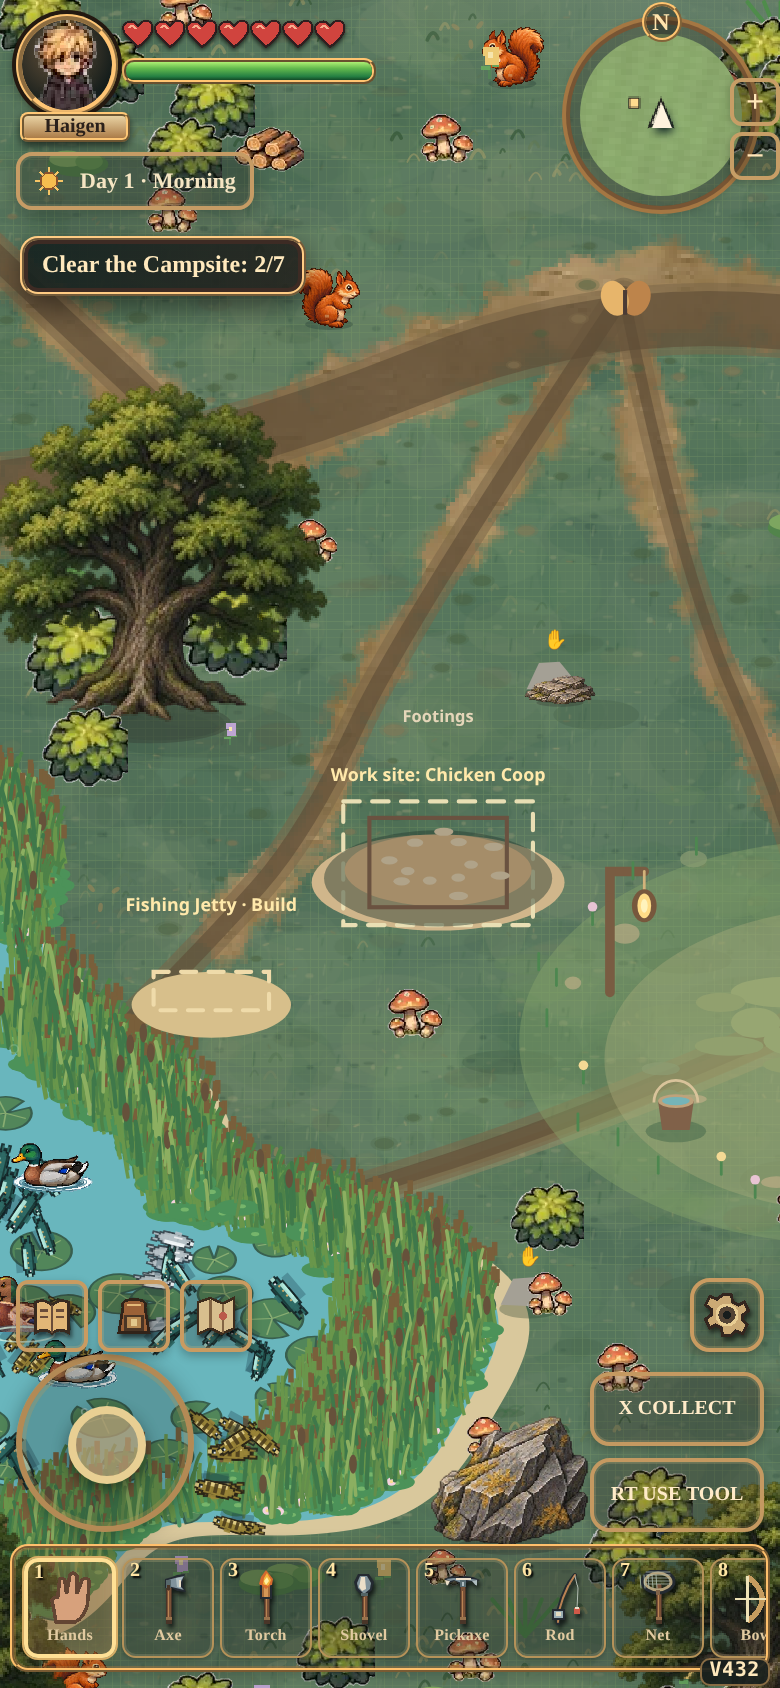 N
Haigen
+
Day 1 · Morning
−
Clear the Campsite: 2/7
Footings
Work site: Chicken Coop
Fishing Jetty · Build
X COLLECT
RT USE TOOL
1 2 3 4 5 6 7 8
Hands Axe Torch Shovel Pickaxe Rod Net Bow
V432